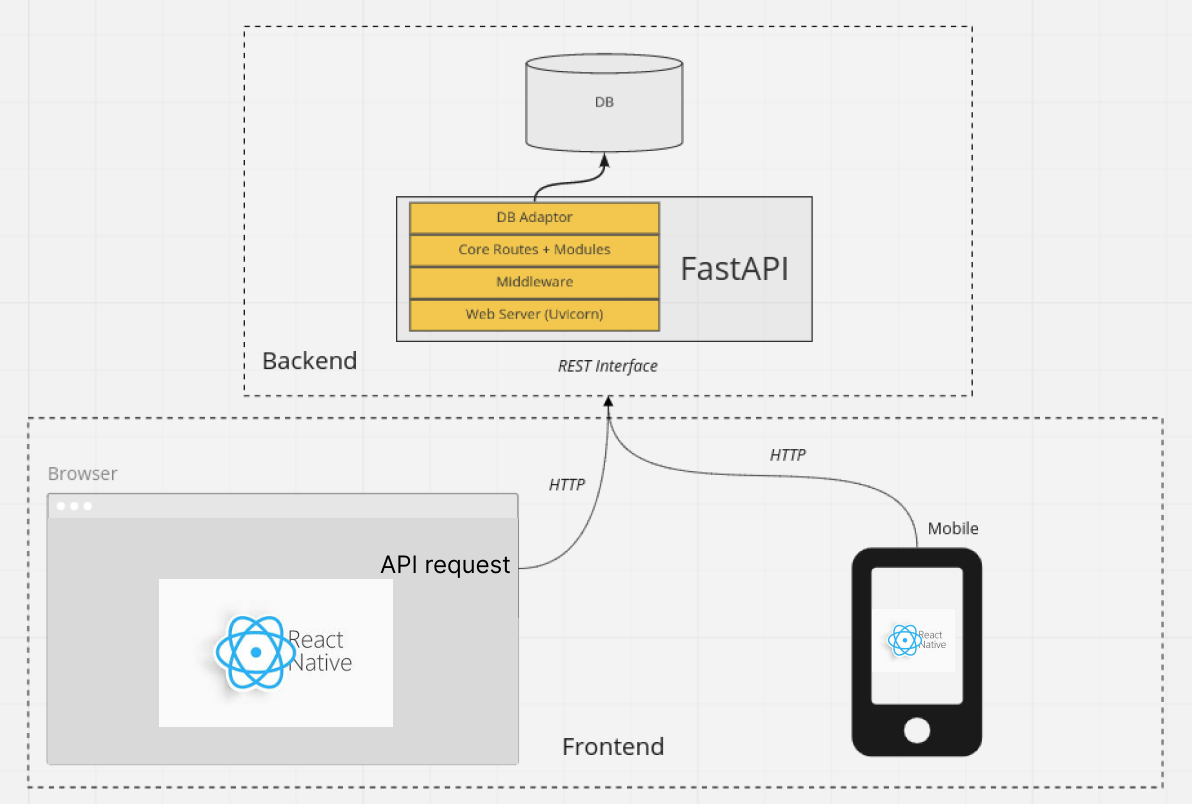 DB
DB Adaptor
Core Routes + Modules
Middleware
Web Server (Uvicorn)
FastAPI
Backend
REST Interface
Browser
HTTP
HTTP
Mobile
API request
React
Native
React
Native
Frontend